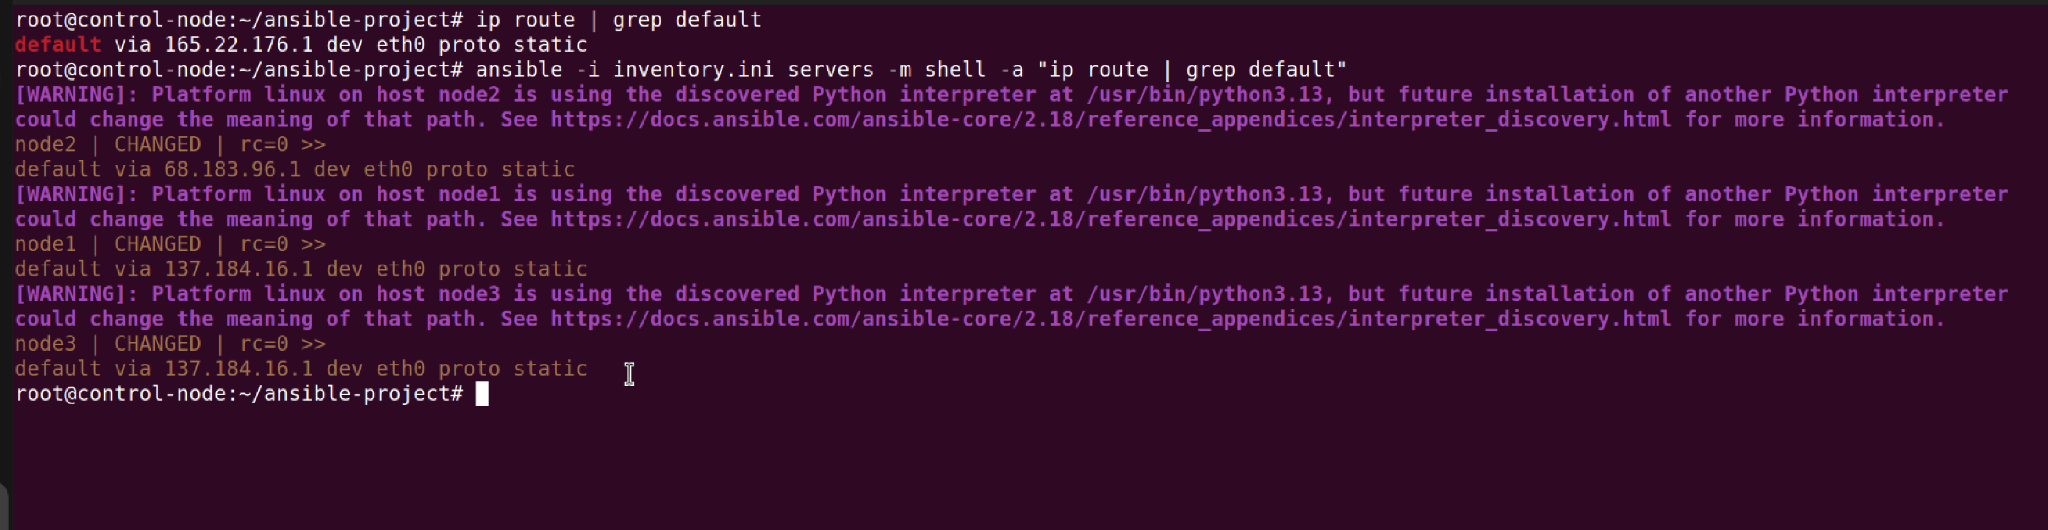 root@control-node:~/ansible-project# ip route | grep default
default via 165.22.176.1 dev eth0 proto static
root@control-node:~/ansible-project# ansible -i inventory.ini servers -m shell -a "ip route | grep default"
[WARNING]: Platform linux on host node2 is using the discovered Python interpreter at /usr/bin/python3.13, but future installation of another Python interpreter
could change the meaning of that path. See https://docs.ansible.com/ansible-core/2.18/reference_appendices/interpreter_discovery.html for more information.
node2 | CHANGED | rc=0 >>
default via 68.183.96.1 dev eth0 proto static
[WARNING]: Platform linux on host node1 is using the discovered Python interpreter at /usr/bin/python3.13, but future installation of another Python interpreter
could change the meaning of that path. See https://docs.ansible.com/ansible-core/2.18/reference_appendices/interpreter_discovery.html for more information.
node1 | CHANGED | rc=0 >>
default via 137.184.16.1 dev eth0 proto static
[WARNING]: Platform linux on host node3 is using the discovered Python interpreter at /usr/bin/python3.13, but future installation of another Python interpreter
could change the meaning of that path. See https://docs.ansible.com/ansible-core/2.18/reference_appendices/interpreter_discovery.html for more information.
node3 | CHANGED | rc=0 >>
default via 137.184.16.1 dev eth0 proto static
root@control-node:~/ansible-project#